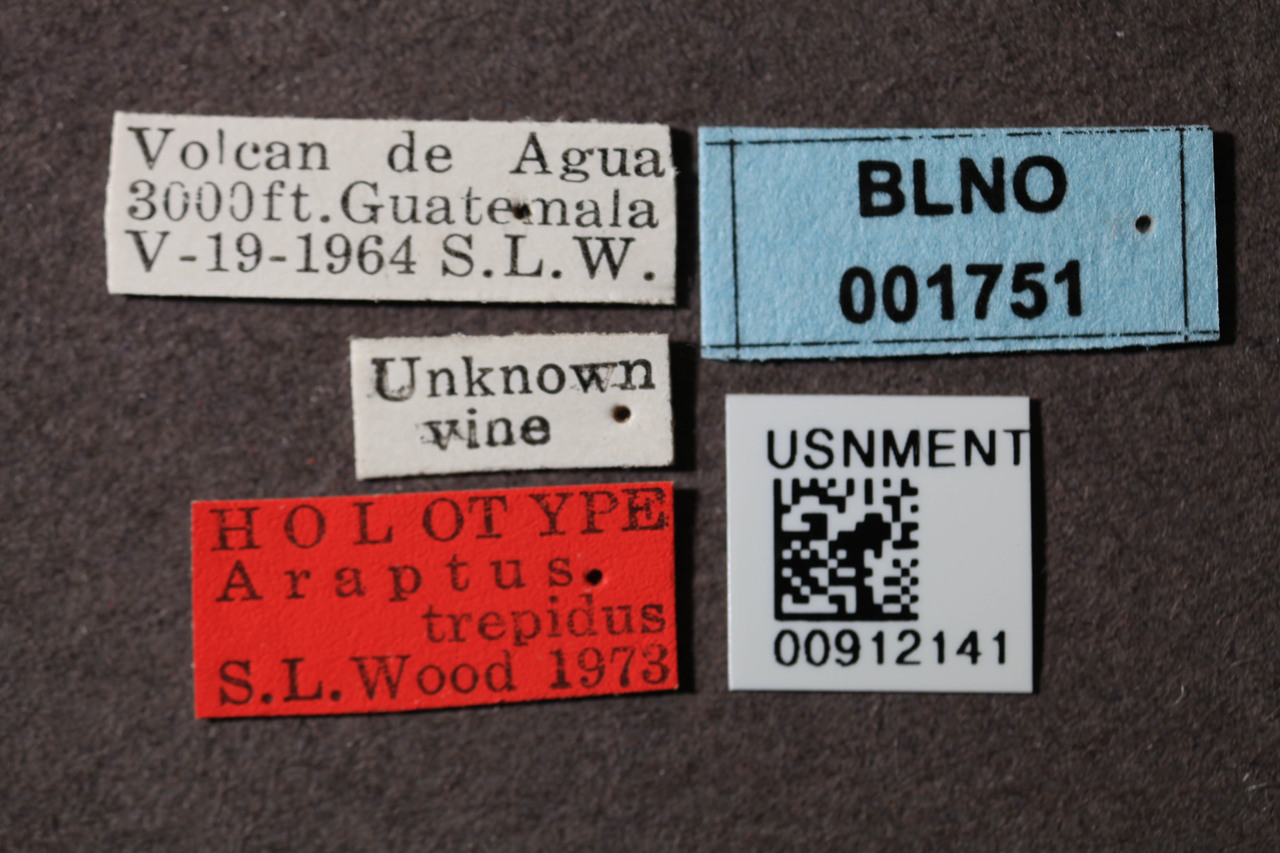 Volcan de Agua
3000ft. Guatemala
V-19-1964 S.L.W.
Unknown
vine
HOLOTYPE
Araptus
trepidus
S.L.Wood 1973
BLNO
001751
USNMENT
00912141